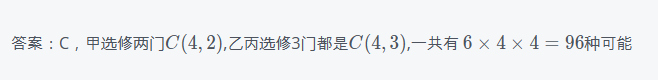 答案：C，甲选修两门C(4,2),乙丙选修3门都是C(4,3),一共有 6 × 4 × 4 = 96种可能